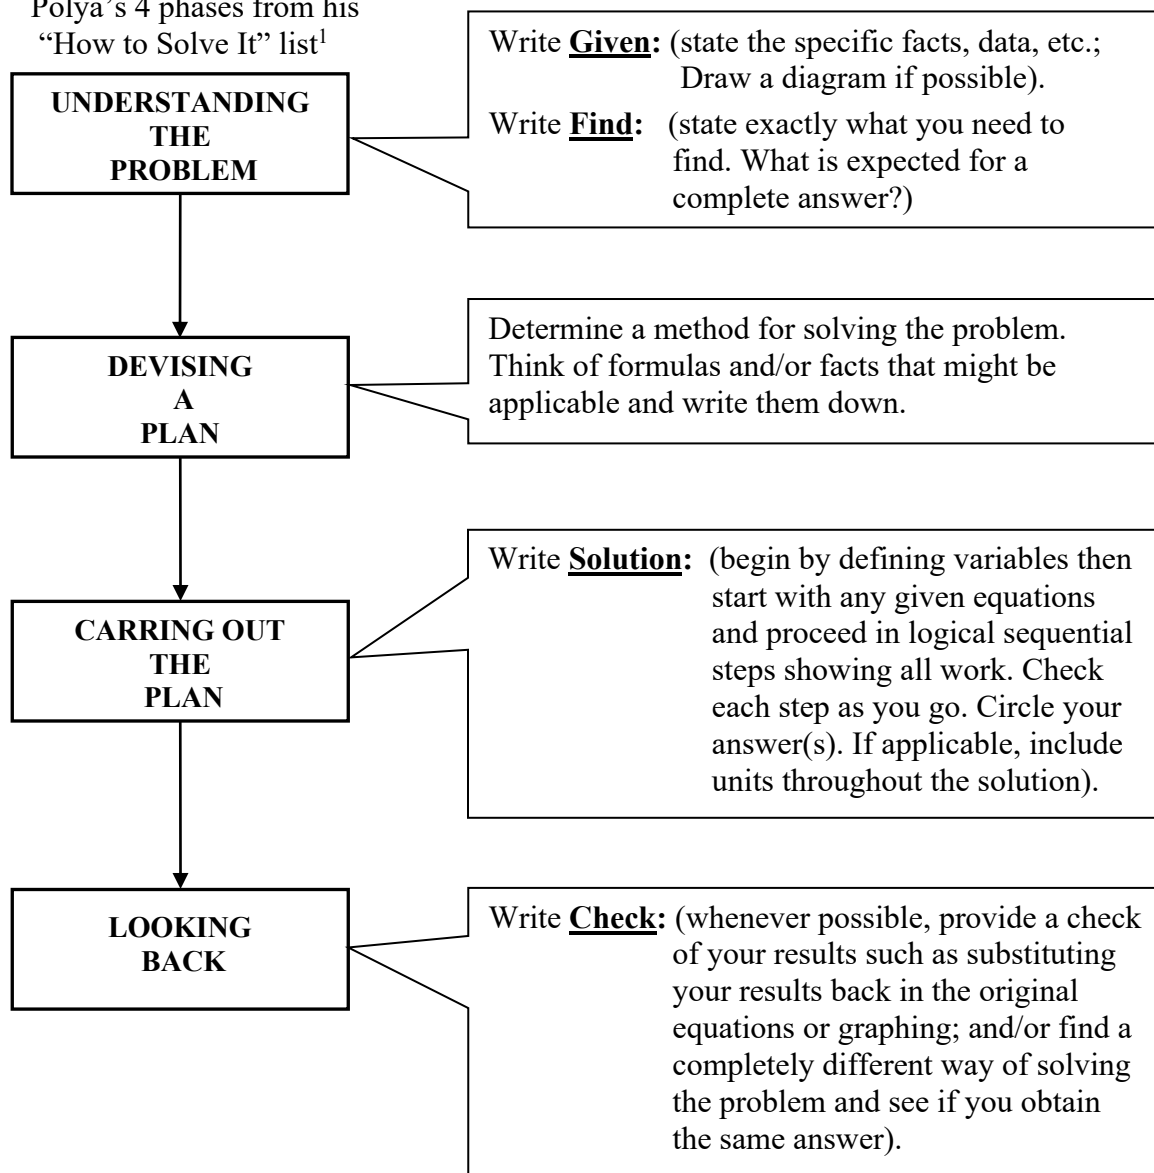 Polya’s 4 phases from his
“How to Solve It” list1
UNDERSTANDING
THE
PROBLEM
Write Given: (state the specific facts, data, etc.;
Draw a diagram if possible).
Write Find: (state exactly what you need to
find. What is expected for a
complete answer?)
DEVISING
A
PLAN
Determine a method for solving the problem.
Think of formulas and/or facts that might be
applicable and write them down.
CARRING OUT
THE
PLAN
Write Solution: (begin by defining variables then
start with any given equations
and proceed in logical sequential
steps showing all work. Check
each step as you go. Circle your
answer(s). If applicable, include
units throughout the solution).
LOOKING
BACK
Write Check: (whenever possible, provide a check
of your results such as substituting
your results back in the original
equations or graphing; and/or find a
completely different way of solving
the problem and see if you obtain
the same answer).